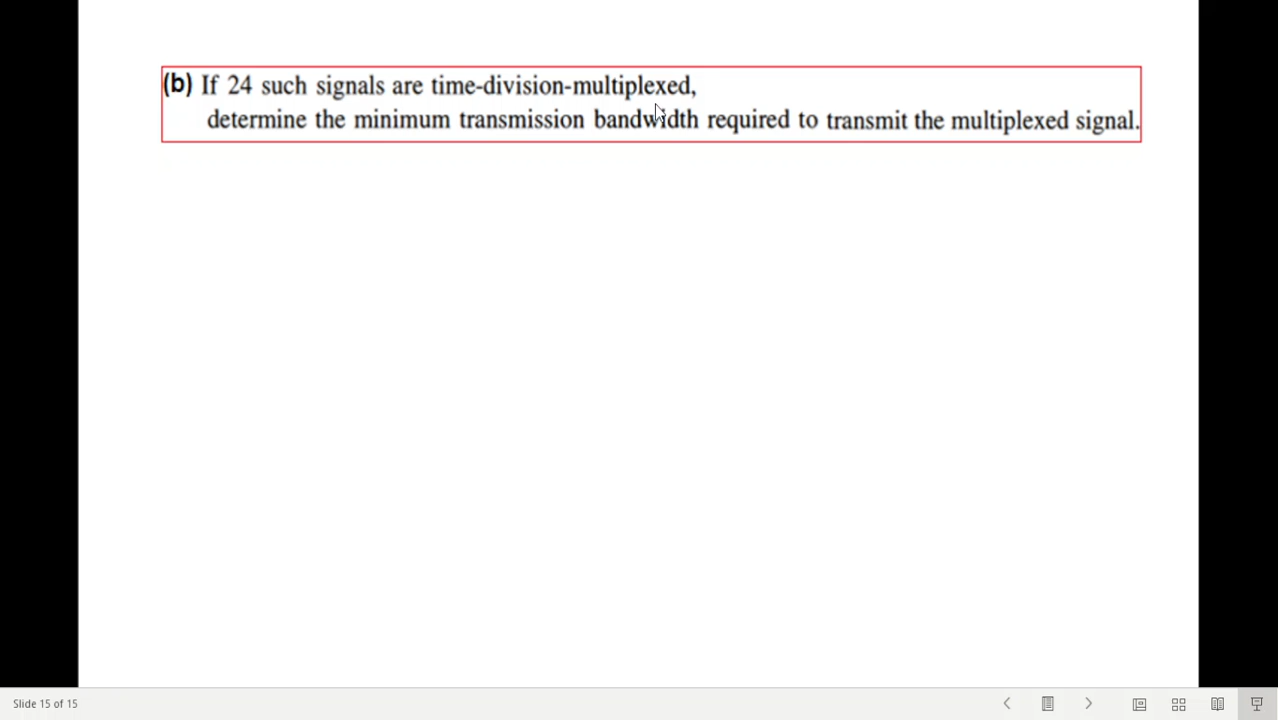 (b) If 24 such signals are time-division-multiplexed,
determine the minimum transmission bandwidth required to transmit the multiplexed signal.
Slide 15 of 15